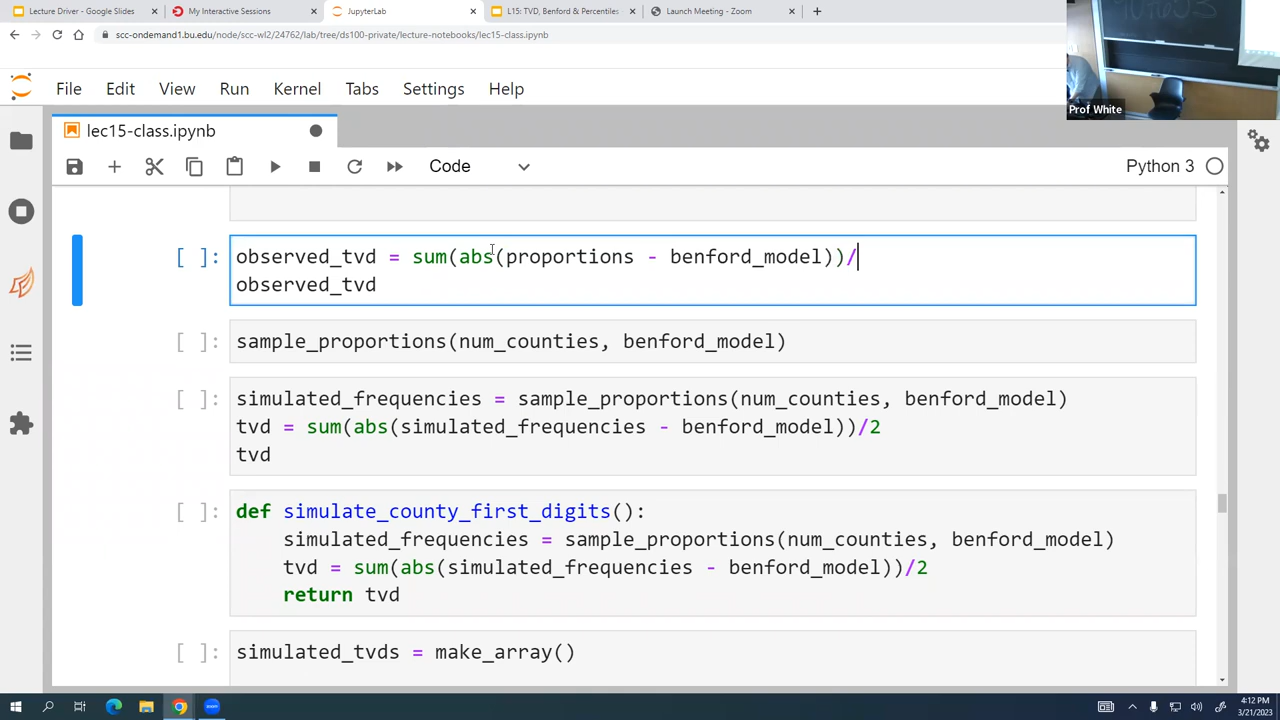 Lecture Driver - Google Slides
My Interactive Sessions
JupyterLab
L15: TVD, Benford & Percentiles
Launch Meeting - Zoom
scc-ondemand1.bu.edu/node/scc-wl2/24762/lab/tree/ds100-private/lecture-notebooks/lec15-class.ipynb
Prof White
File Edit View Run Kernel Tabs Settings Help
lec15-class.ipynb
Code
Python 3
[ ]: observed_tvd = sum(abs(proportions - benford_model))/
observed_tvd
[ ]: sample_proportions(num_counties, benford_model)
[ ]: simulated_frequencies = sample_proportions(num_counties, benford_model)
tvd = sum(abs(simulated_frequencies - benford_model))/2
tvd
[ ]: def simulate_county_first_digits():
simulated_frequencies = sample_proportions(num_counties, benford_model)
tvd = sum(abs(simulated_frequencies - benford_model))/2
return tvd
[ ]: simulated_tvds = make_array()
4:12 PM
3/21/2023